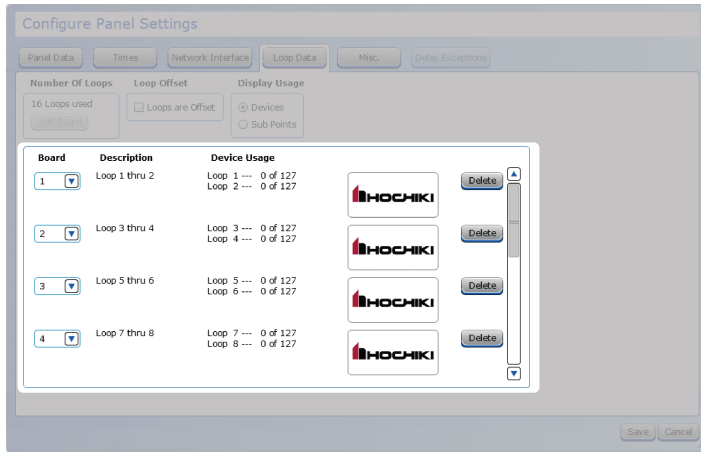 Configure Panel Settings
Panel Data Times Network Interface Loop Data Misc. Delay Exceptions
Number Of Loops Loop Offset Display Usage
16 Loops used Loops are Offset Devices
Add Board Sub Points
Board Description Device Usage
1 Loop 1 thru 2 Loop 1 --- 0 of 127
Loop 2 --- 0 of 127
HOCHIKI Delete
2 Loop 3 thru 4 Loop 3 --- 0 of 127
Loop 4 --- 0 of 127
HOCHIKI Delete
3 Loop 5 thru 6 Loop 5 --- 0 of 127
Loop 6 --- 0 of 127
HOCHIKI Delete
4 Loop 7 thru 8 Loop 7 --- 0 of 127
Loop 8 --- 0 of 127
HOCHIKI Delete
Save Cancel